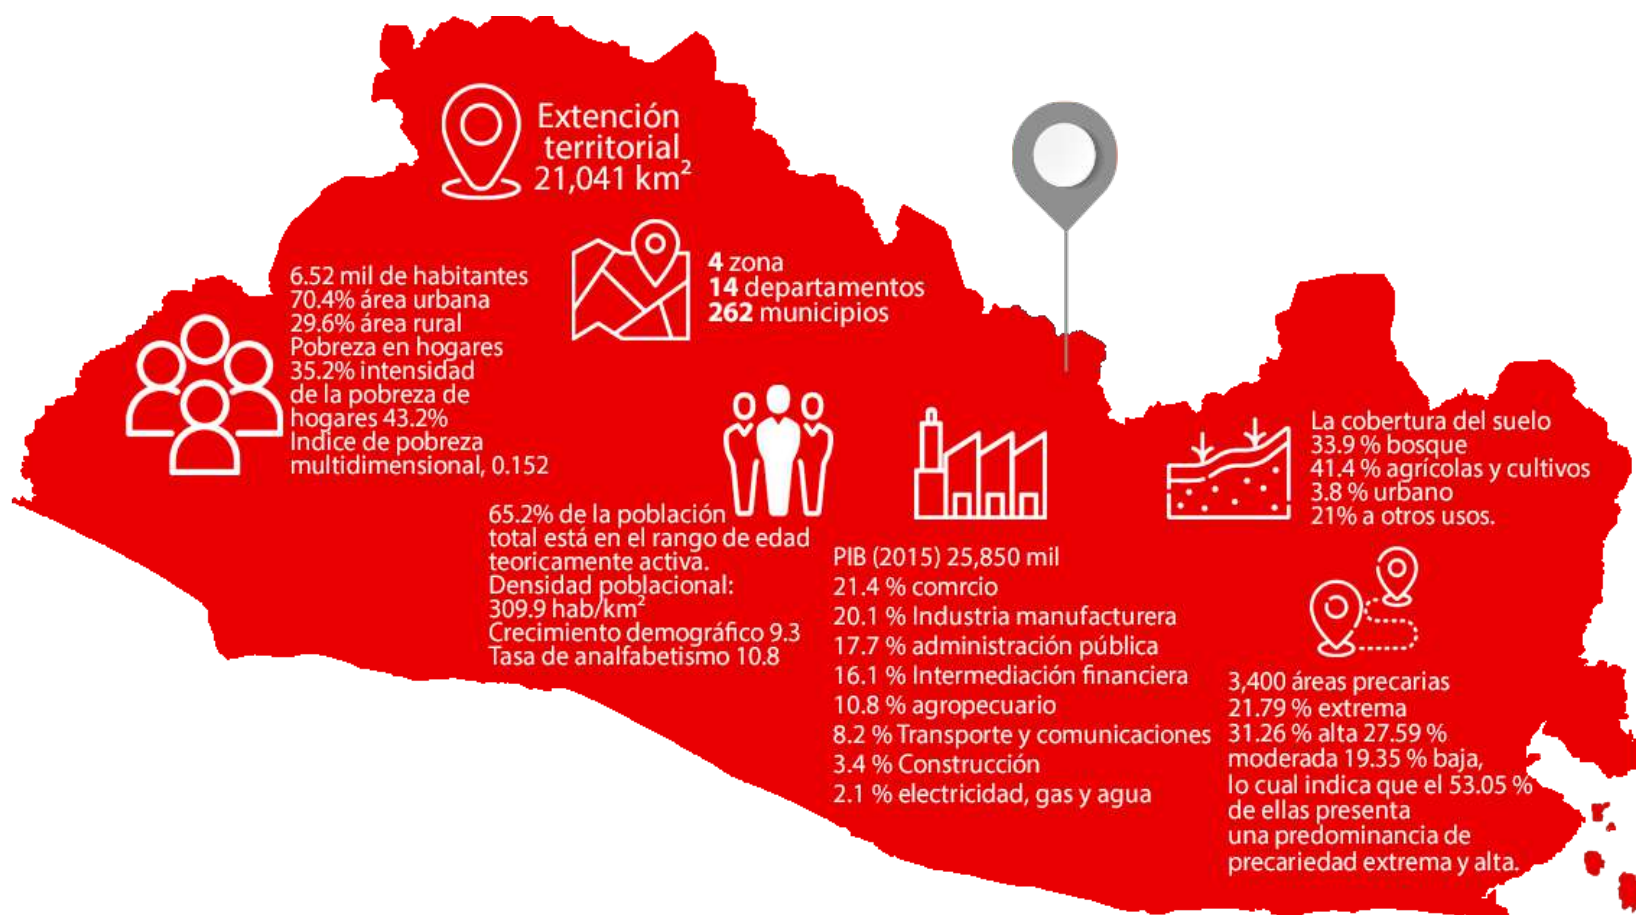 Extención
territorial
21,041 km²
6.52 mil de habitantes
70.4% área urbana
29.6% área rural
Pobreza en hogares
35.2% intensidad
de la pobreza de
hogares 43.2%
Indice de pobreza
multidimensional, 0.152
4 zona
14 departamentos
262 municipios
65.2% de la población
total está en el rango de edad
teoricamente activa.
Densidad poblacional:
309.9 hab/km²
Crecimiento demográfico 9.3
Tasa de analfabetismo 10.8
PIB (2015) 25,850 mil
21.4 % comrcio
20.1 % Industria manufacturera
17.7 % administración pública
16.1 % Intermediación financiera
10.8 % agropecuario
8.2 % Transporte y comunicaciones
3.4 % Construcción
2.1 % electricidad, gas y agua
La cobertura del suelo
33.9 % bosque
41.4 % agrícolas y cultivos
3.8 % urbano
21% a otros usos.
3,400 áreas precarias
21.79 % extrema
31.26 % alta 27.59 %
moderada 19.35 % baja,
lo cual indica que el 53.05 %
de ellas presenta
una predominancia de
precariedad extrema y alta.